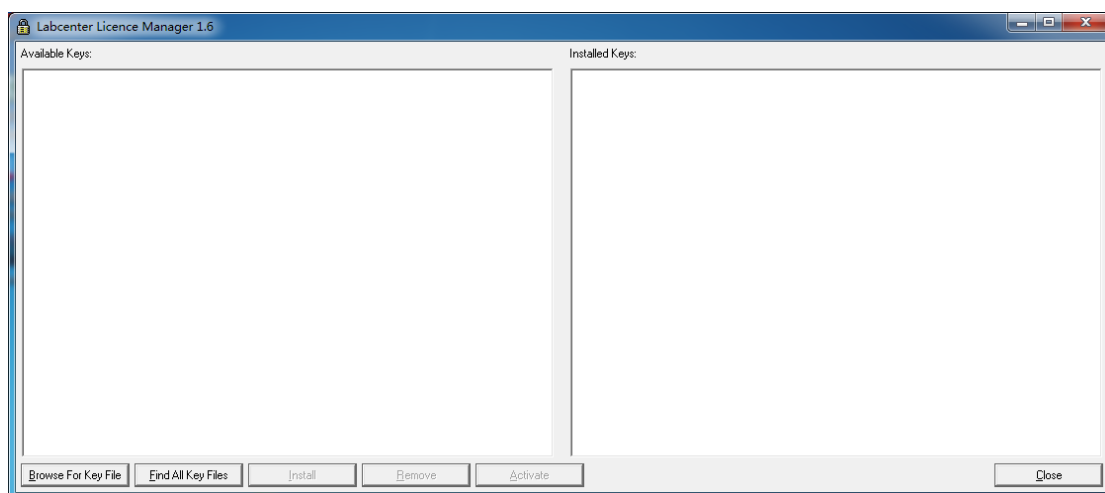 Labcenter Licence Manager 1.6
Available Keys:
Installed Keys:
Browse For Key File
Find All Key Files
Install
Remove
Activate
Close